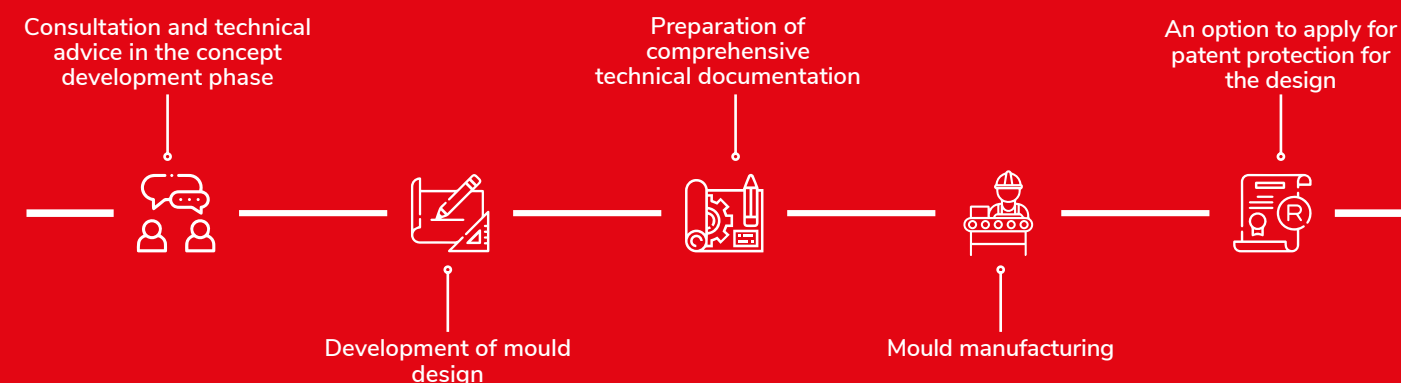 Consultation and technical
advice in the concept
development phase
Development of mould
design
Preparation of
comprehensive
technical documentation
Mould manufacturing
An option to apply for
patent protection for
the design
R